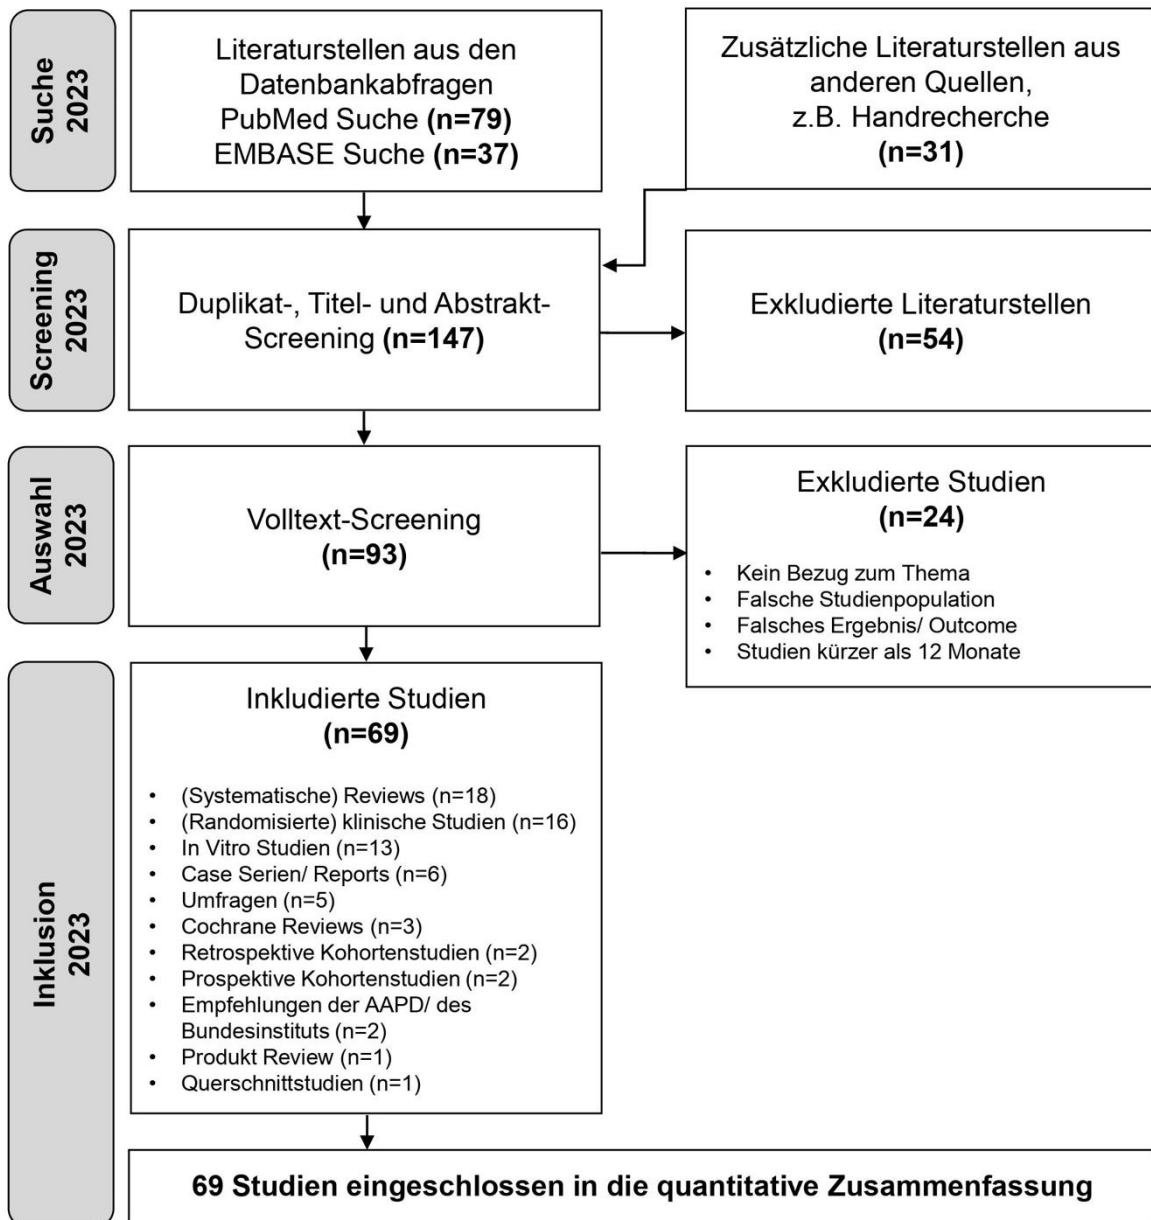 Suche
2023
Literaturstellen aus den
Datenbankabfragen
PubMed Suche (n=79)
EMBASE Suche (n=37)
Zusätzliche Literaturstellen aus
anderen Quellen,
z.B. Handrecherche
(n=31)
Screening
2023
Duplikat-, Titel- und Abstrakt-
Screening (n=147)
Exkludierte Literaturstellen
(n=54)
Auswahl
2023
Volltext-Screening
(n=93)
Exkludierte Studien
(n=24)
• Kein Bezug zum Thema
• Falsche Studienpopulation
• Falsches Ergebnis/ Outcome
• Studien kürzer als 12 Monate
Inklusion
2023
Inkludierte Studien
(n=69)
• (Systematische) Reviews (n=18)
• (Randomisierte) klinische Studien (n=16)
• In Vitro Studien (n=13)
• Case Serien/ Reports (n=6)
• Umfragen (n=5)
• Cochrane Reviews (n=3)
• Retrospektive Kohortenstudien (n=2)
• Prospektive Kohortenstudien (n=2)
• Empfehlungen der AAPD/ des
Bundesinstituts (n=2)
• Produkt Review (n=1)
• Querschnittstudien (n=1)
69 Studien eingeschlossen in die quantitative Zusammenfassung